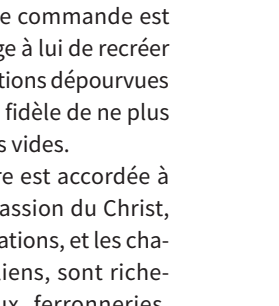 e commande est
ge à lui de recréer
tions dépourvues
fidèle de ne plus
s vides.
re est accordée à
assion du Christ,
ations, et les cha-
iens, sont riche-
ux ferronneries